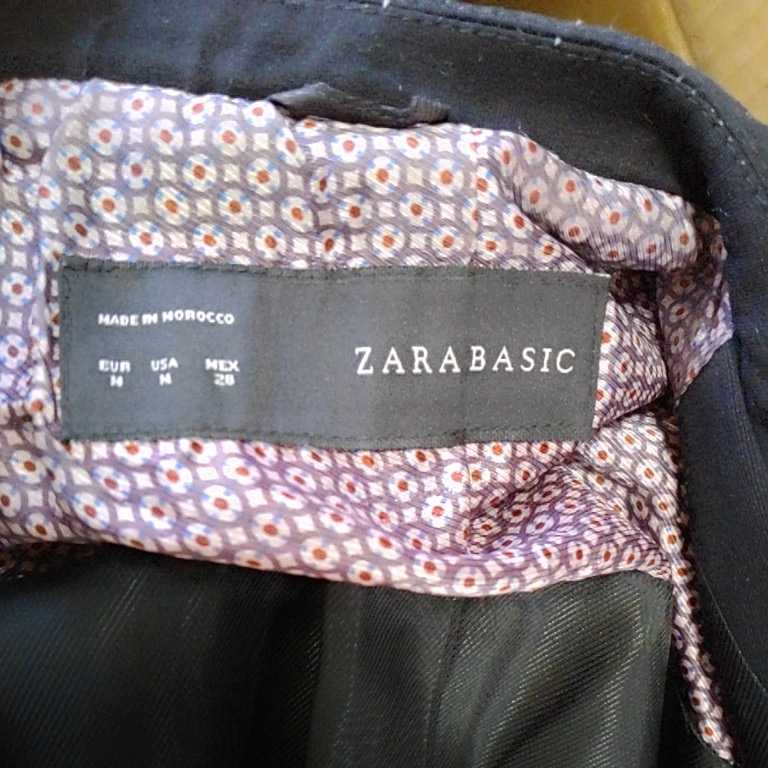 MADE IN MOROCCO
EUR USA MEX
M M 28
ZARABASIC